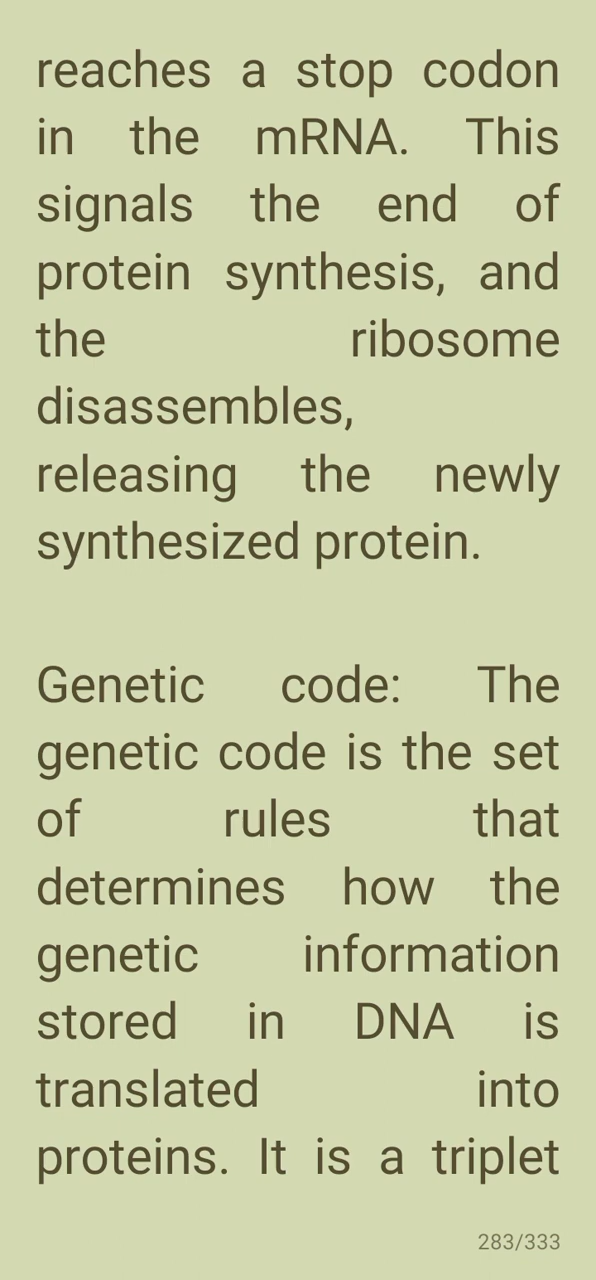 reaches a stop codon
in the mRNA. This
signals the end of
protein synthesis, and
the ribosome
disassembles,
releasing the newly
synthesized protein.
Genetic code: The
genetic code is the set
of rules that
determines how the
genetic information
stored in DNA is
translated into
proteins. It is a triplet
283/333